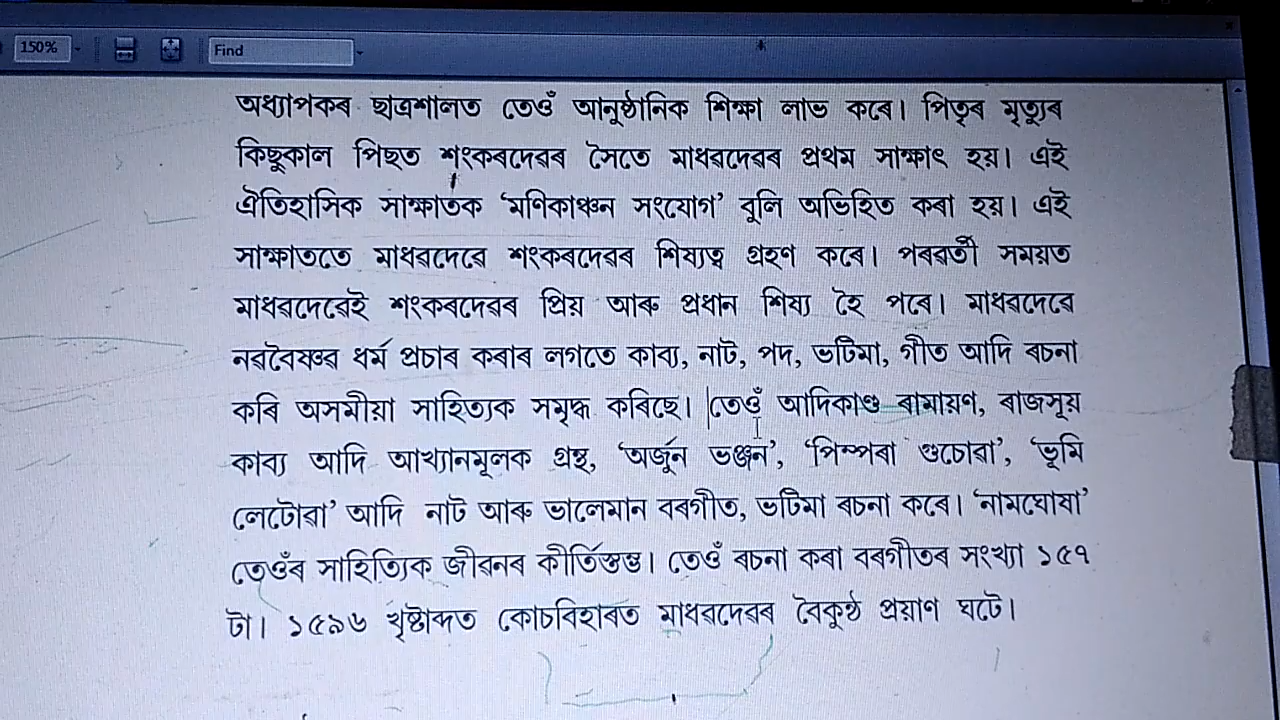 150%
Find
অধ্যাপকৰ ছাত্ৰশালত তেওঁ আনুষ্ঠানিক শিক্ষা লাভ কৰে। পিতৃৰ মৃত্যুৰ
কিছুকাল পিছত শংকৰদেৱৰ সৈতে মাধৱদেৱৰ প্ৰথম সাক্ষাৎ হয়। এই
ঐতিহাসিক সাক্ষাতক ‘মণিকাঞ্চন সংযোগ’ বুলি অভিহিত কৰা হয়। এই
সাক্ষাততে মাধৱদেৱে শংকৰদেৱৰ শিষ্যত্ব গ্ৰহণ কৰে। পৰৱৰ্তী সময়ত
মাধৱদেৱেই শংকৰদেৱৰ প্ৰিয় আৰু প্ৰধান শিষ্য হৈ পৰে। মাধৱদেৱে
নৱবৈষ্ণৱ ধৰ্ম প্ৰচাৰ কৰাৰ লগতে কাব্য, নাট, পদ, ভটিমা, গীত আদি ৰচনা
কৰি অসমীয়া সাহিত্যক সমৃদ্ধ কৰিছে। তেওঁ আদিকাণ্ড ৰামায়ণ, ৰাজসূয়
কাব্য আদি আখ্যানমূলক গ্ৰন্থ, ‘অৰ্জুন ভঞ্জন’, ‘পিম্পৰা গুচোৱা’, ‘ভূমি
লেটোৱা’ আদি নাট আৰু ভালেমান বৰগীত, ভটিমা ৰচনা কৰে। ‘নামঘোষা’
তেওঁৰ সাহিত্যিক জীৱনৰ কীৰ্তিস্তম্ভ। তেওঁ ৰচনা কৰা বৰগীতৰ সংখ্যা ১৫৭
টা। ১৫৯৬ খৃষ্টাব্দত কোচবিহাৰত মাধৱদেৱৰ বৈকুণ্ঠ প্ৰয়াণ ঘটে।